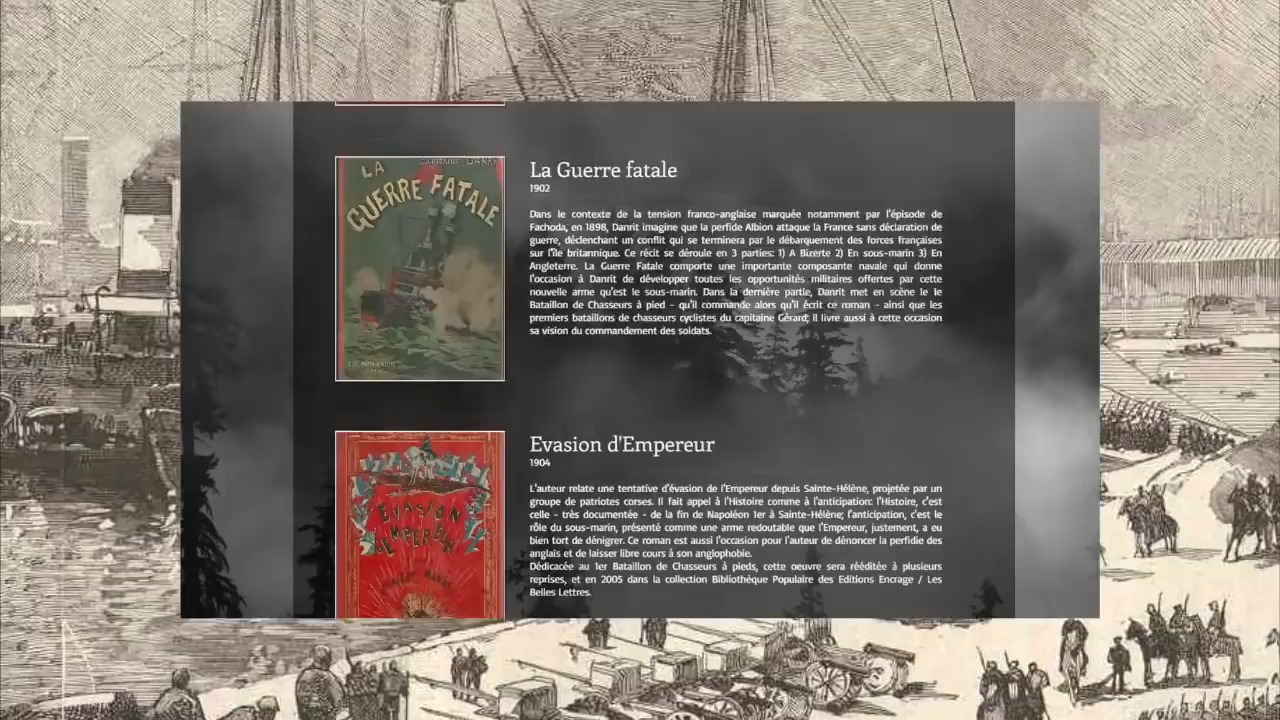 LA
CAPITAINE DANRIT
GUERRE FATALE
La Guerre fatale
1902
Dans le contexte de la tension franco-anglaise marquée notamment par l'épisode de
Fachoda, en 1898, Danrit imagine que la perfide Albion attaque la France sans déclaration de
guerre, déclenchant un conflit qui se terminera par le débarquement des forces françaises
sur l'île britannique. Ce récit se déroule en 3 parties: 1) A Bizerte 2) En sous-marin 3) En
Angleterre. La Guerre Fatale comporte une importante composante navale qui donne
l'occasion à Danrit de développer toutes les opportunités militaires offertes par cette
nouvelle arme qu'est le sous-marin. Dans la dernière partie, Danrit met en scène le 1e
Bataillon de Chasseurs à pied - qu'il commande alors qu'il écrit ce roman - ainsi que les
premiers bataillons de chasseurs cyclistes du capitaine Gérard; il livre aussi à cette occasion
sa vision du commandement des soldats.
EVASION
D'EMPEREUR
Evasion d'Empereur
1904
L'auteur relate une tentative d'évasion de l'Empereur depuis Sainte-Hélène, projetée par un
groupe de patriotes corses. Il fait appel à l'Histoire comme à l'anticipation: l'Histoire, c'est
celle - très documentée - de la fin de Napoléon 1er à Sainte-Hélène; l'anticipation, c'est le
rôle du sous-marin, présenté comme une arme redoutable que l'Empereur, justement, a eu
bien tort de dénigrer. Ce roman est aussi l'occasion pour l'auteur de dénoncer la perfidie des
anglais et de laisser libre cours à son anglophobie.
Dédicacée au 1er Bataillon de Chasseurs à pieds, cette oeuvre sera rééditée à plusieurs
reprises, et en 2005 dans la collection Bibliothèque Populaire des Editions Encrage / Les
Belles Lettres.